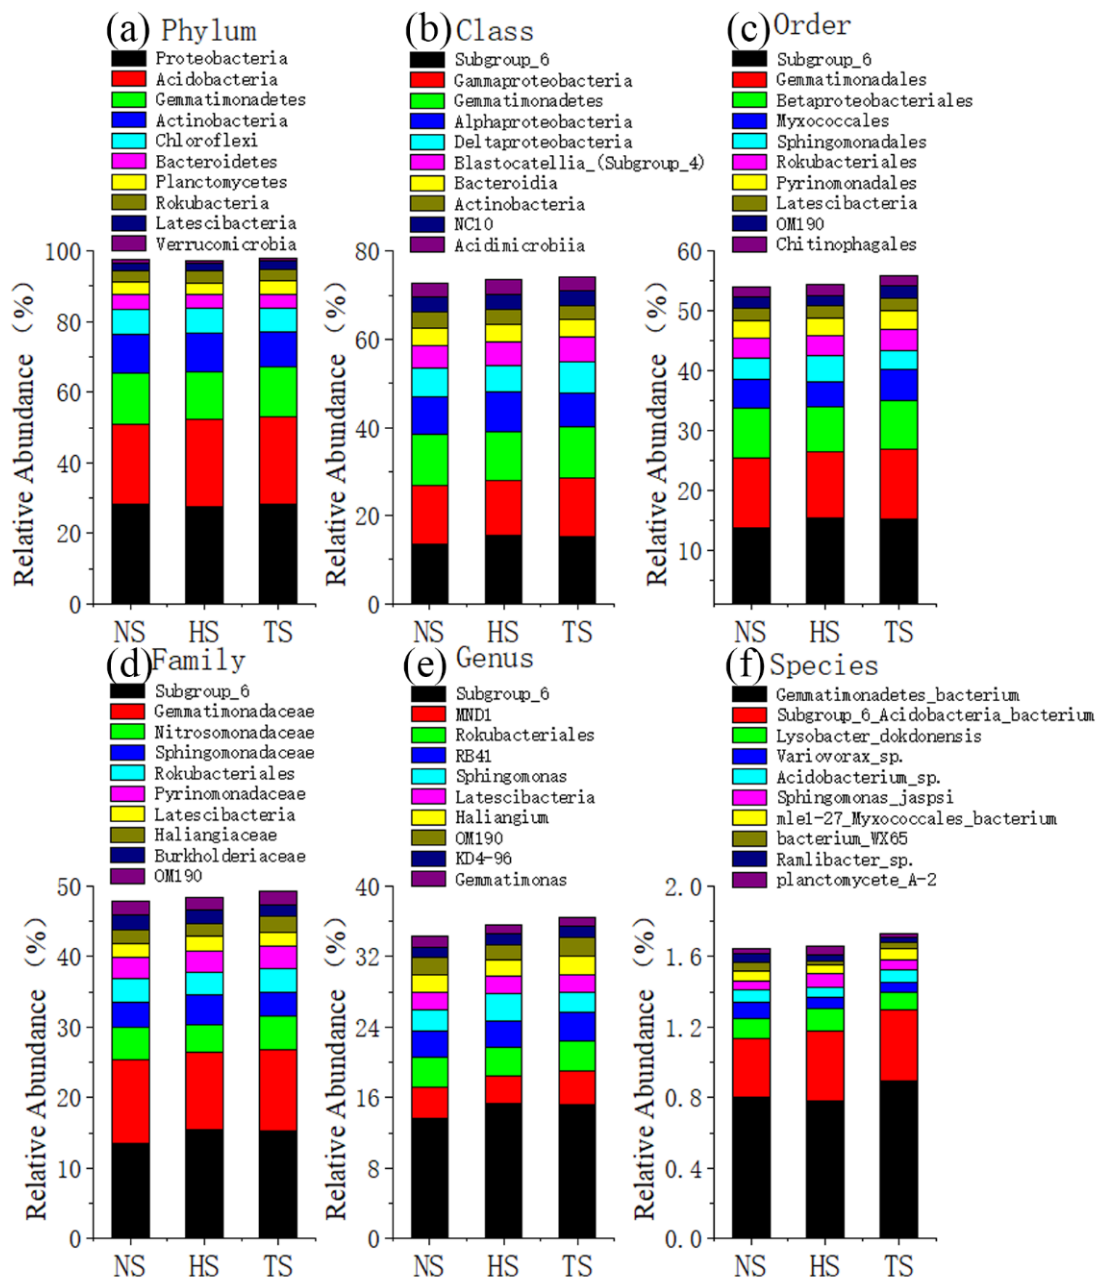 (a) Phylum
Proteobacteria
Acidobacteria
Gemmatimonadetes
Actinobacteria
Chloroflexi
Bacteroidetes
Planctomycetes
Rokubacteria
Latescibacteria
Verrucomicrobia
Relative Abundance (%)
100
80
60
40
20
0
NS HS TS
(b) Class
Subgroup_6
Gammaproteobacteria
Gemmatimonadetes
Alphaproteobacteria
Deltaproteobacteria
Blastocatellia_(Subgroup_4)
Bacteroidia
Actinobacteria
NC10
Acidimicrobiia
Relative Abundance (%)
80
60
40
20
0
NS HS TS
(c) Order
Subgroup_6
Gemmatimonadales
Betaproteobacteriales
Myxococcales
Sphingomonadales
Rokubacteriales
Pyrinomonadales
Latescibacteria
OM190
Chitinophagales
Relative Abundance (%)
60
50
40
30
20
10
NS HS TS
(d) Family
Subgroup_6
Gemmatimonadaceae
Nitrosomonadaceae
Sphingomonadaceae
Rokubacteriales
Pyrinomonadaceae
Latescibacteria
Haliangiaceae
Burkholderiaceae
OM190
Relative Abundance (%)
50
40
30
20
10
0
NS HS TS
(e) Genus
Subgroup_6
MND1
Rokubacteriales
RB41
Sphingomonas
Latescibacteria
Haliangium
OM190
KD4-96
Gemmatimonas
Relative Abundance (%)
40
32
24
16
8
0
NS HS TS
(f) Species
Gemmatimonadetes_bacterium
Subgroup_6_Acidobacteria_bacterium
Lysobacter_dokdonensis
Variovorax_sp.
Acidobacterium_sp.
Sphingomonas_jaspsi
mle1-27_Myxococcales_bacterium
bacterium_WX65
Ramlibacter_sp.
planctomycete_A-2
Relative Abundance (%)
2.0
1.6
1.2
0.8
0.4
0.0
NS HS TS